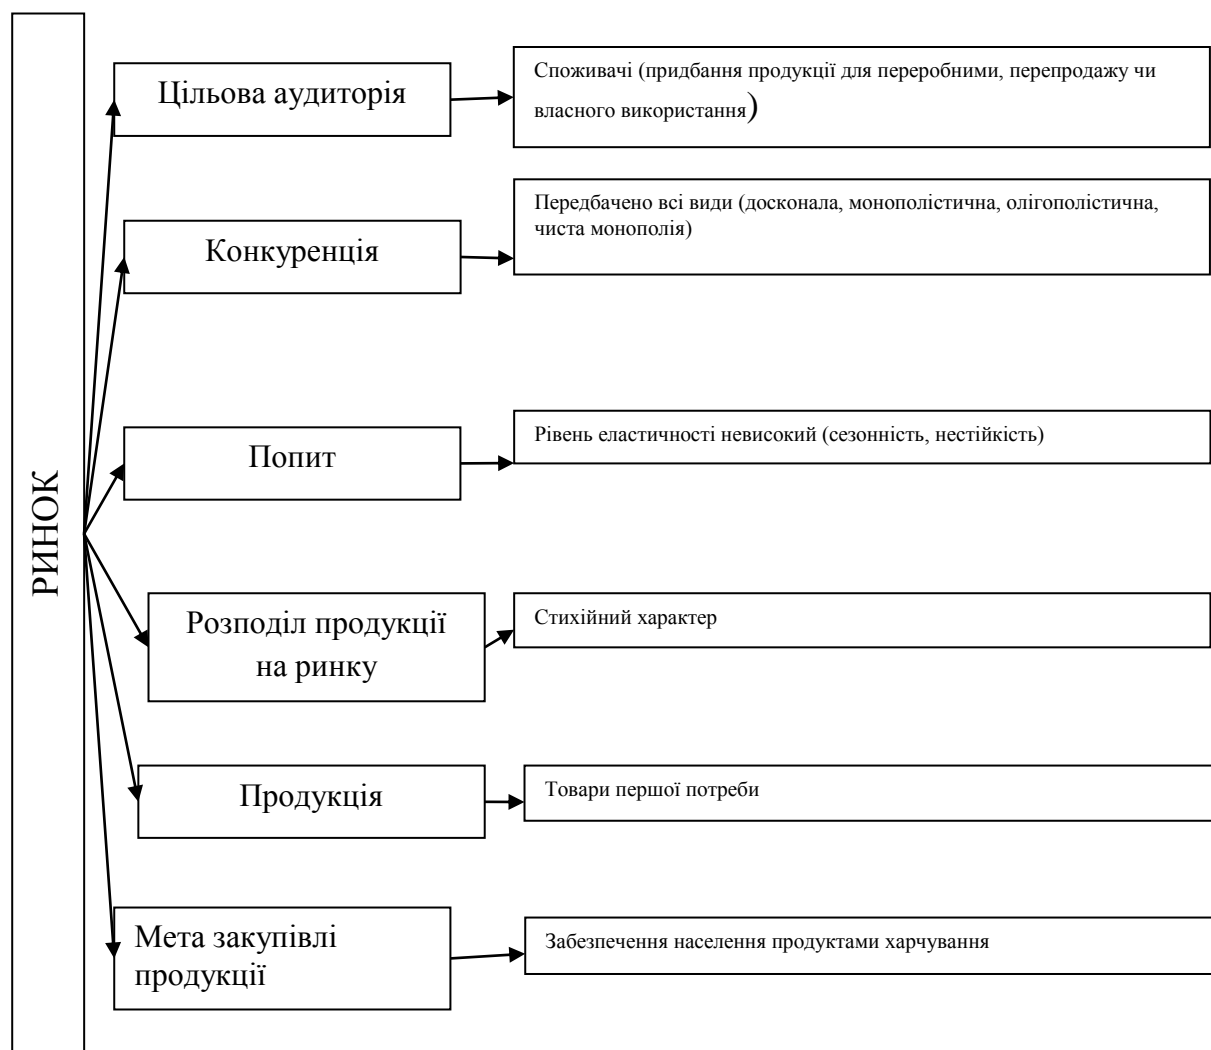 РИНОК
Цільова аудиторія
Споживачі (придбання продукції для переробними, перепродажу чи
власного використання)
Конкуренція
Передбачено всі види (досконала, монополістична, олігополістична,
чиста монополія)
Попит
Рівень еластичності невисокий (сезонність, нестійкість)
Розподіл продукції
на ринку
Стихійний характер
Продукція
Товари першої потреби
Мета закупівлі
продукції
Забезпечення населення продуктами харчування